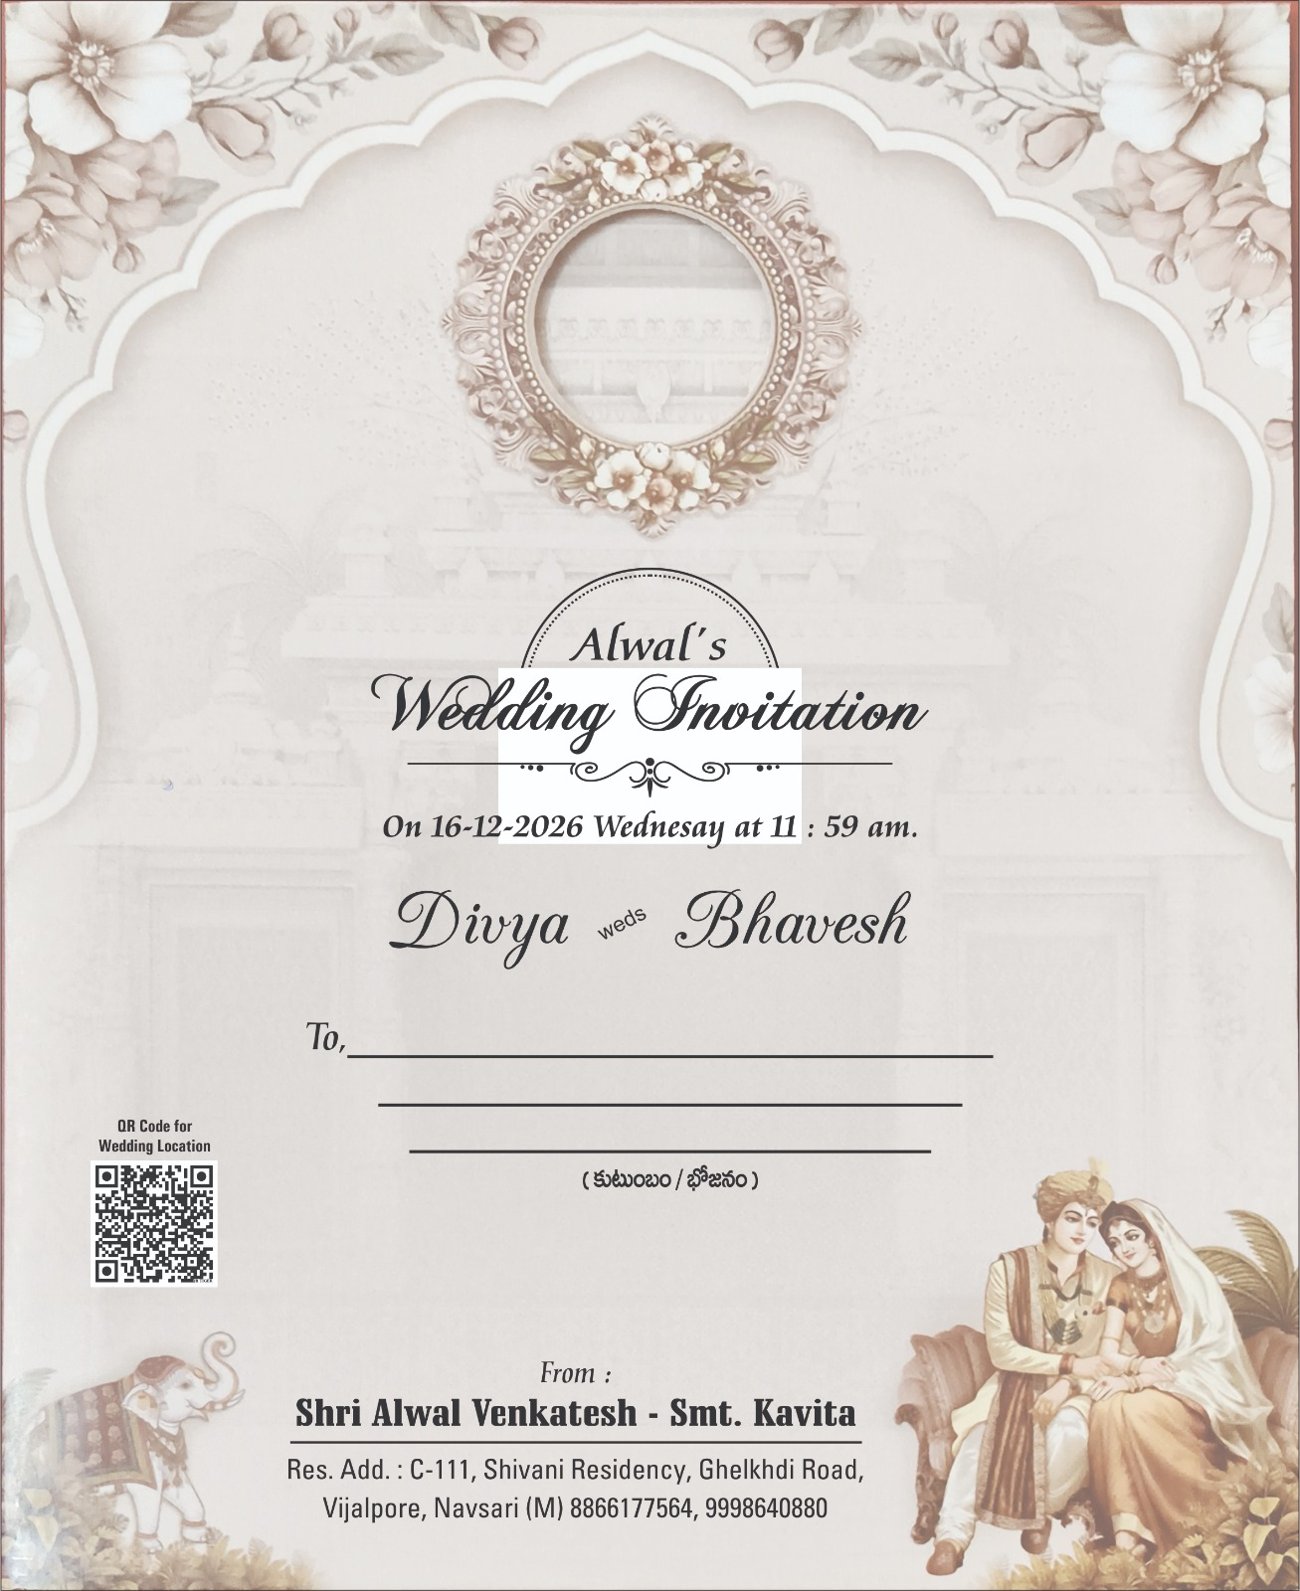 Alwal's
Wedding Invitation
On 16-12-2026 Wednesay at 11 : 59 am.
Divya weds Bhavesh
To,
( కుటుంబం / భోజనం )
QR Code for
Wedding Location
From :
Shri Alwal Venkatesh - Smt. Kavita
Res. Add. : C-111, Shivani Residency, Ghelkhdi Road,
Vijalpore, Navsari (M) 8866177564, 9998640880